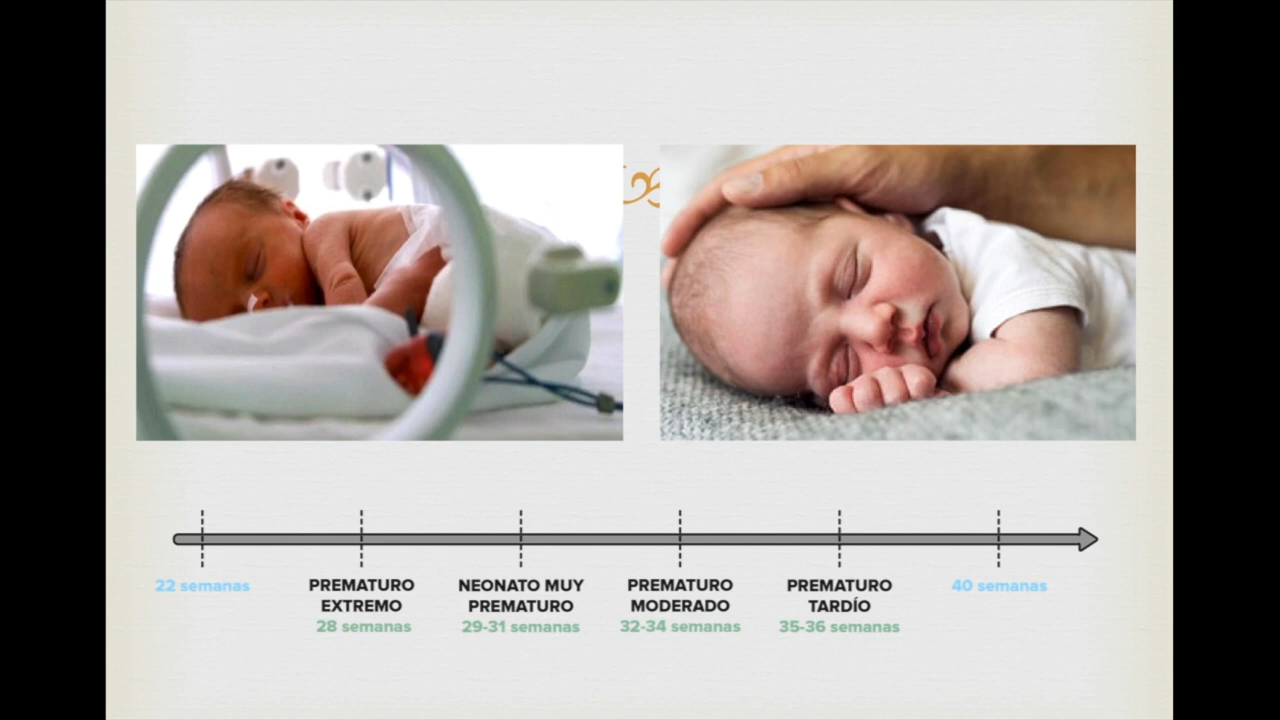 22 semanas
PREMATURO
EXTREMO
28 semanas
NEONATO MUY
PREMATURO
29-31 semanas
PREMATURO
MODERADO
32-34 semanas
PREMATURO
TARDÍO
35-36 semanas
40 semanas